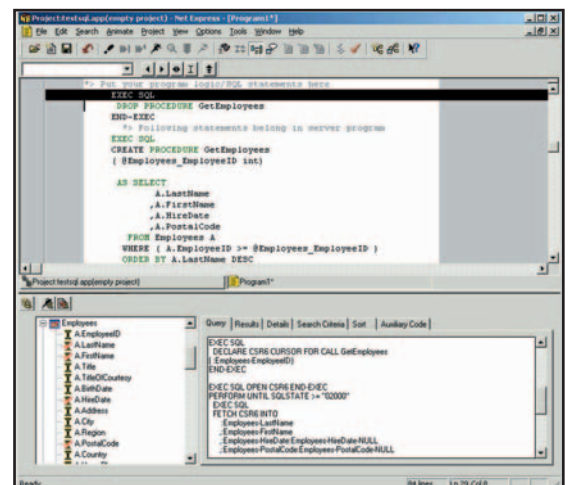 Project:testsql.app(empty project) - Net Express - [Program1*]
File Edit Search Animate Project View Options Tools Window Help
*> Put your program logic/SQL statements here
EXEC SQL
DROP PROCEDURE GetEmployees
END-EXEC
*> Following statements belong in server program
EXEC SQL
CREATE PROCEDURE GetEmployees
( @Employees_EmployeeID int)
AS SELECT
A.LastName
,A.FirstName
,A.HireDate
,A.PostalCode
FROM Employees A
WHERE ( A.EmployeeID >= @Employees_EmployeeID )
ORDER BY A.LastName DESC
Project testsql.app(empty project)
Program1*
Employees
A.EmployeeID
A.LastName
A.FirstName
A.Title
A.TitleOfCourtesy
A.BirthDate
A.HireDate
A.Address
A.City
A.Region
A.PostalCode
A.Country
Query Results Details Search Criteria Sort Auxiliary Code
EXEC SQL
DECLARE CSR6 CURSOR FOR CALL GetEmployees
(:Employees-EmployeeID)
END-EXEC
EXEC SQL OPEN CSR6 END-EXEC
PERFORM UNTIL SQLSTATE >= "02000"
EXEC SQL
FETCH CSR6 INTO
:Employees-LastName
,:Employees-FirstName
,:Employees-HireDate:Employees-HireDate-NULL
,:Employees-PostalCode:Employees-PostalCode-NULL
Ready
84 lines
Ln 29 Col 8